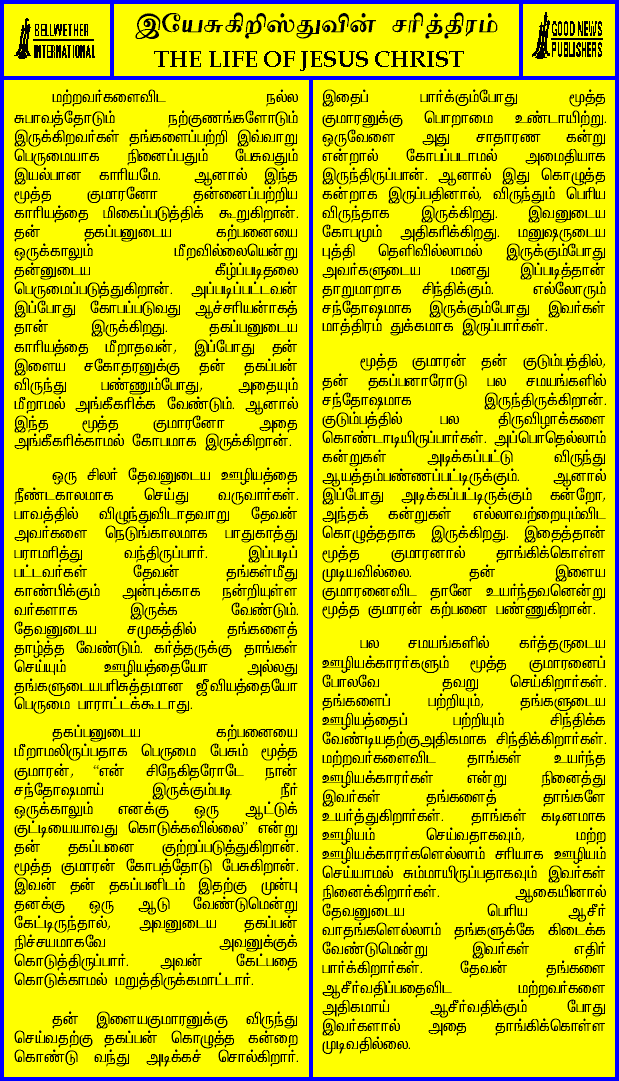 BELLWETHER
INTERNATIONAL
இயேசுகிறிஸ்துவின் சரித்திரம்
THE LIFE OF JESUS CHRIST
GOOD NEWS
PUBLISHERS
மற்றவர்களைவிட நல்ல
சுபாவத்தோடும் நற்குணங்களோடும்
இருக்கிறவர்கள் தங்களைப்பற்றி இவ்வாறு
பெருமையாக நினைப்பதும் பேசுவதும்
இயல்பான காரியமே. ஆனால் இந்த
மூத்த குமாரனோ தன்னைப்பற்றிய
காரியத்தை மிகைப்படுத்திக் கூறுகிறான்.
தன் தகப்பனுடைய கற்பனையை
ஒருக்காலும் மீறவில்லையென்று
தன்னுடைய கீழ்ப்படிதலை
பெருமைப்படுத்துகிறான். அப்படிப்பட்டவன்
இப்போது கோபப்படுவது ஆச்சரியனாகத்
தான் இருக்கிறது. தகப்பனுடைய
காரியத்தை மீறாதவன், இப்போது தன்
இளைய சகோதரனுக்கு தன் தகப்பன்
விருந்து பண்ணும்போது, அதையும்
மீறாமல் அங்கீகரிக்க வேண்டும். ஆனால்
இந்த மூத்த குமாரனோ அதை
அங்கீகரிக்காமல் கோபமாக இருக்கிறான்.
ஒரு சிலர் தேவனுடைய ஊழியத்தை
நீண்டகாலமாக செய்து வருவார்கள்.
பாவத்தில் விழுந்துவிடாதவாறு தேவன்
அவர்களை நெடுங்காலமாக பாதுகாத்து
பராமரித்து வந்திருப்பார். இப்படிப்
பட்டவர்கள் தேவன் தங்கள்மீது
காண்பிக்கும் அன்புக்காக நன்றியுள்ள
வர்களாக இருக்க வேண்டும்.
தேவனுடைய சமுகத்தில் தங்களைத்
தாழ்த்த வேண்டும். கர்த்தருக்கு தாங்கள்
செய்யும் ஊழியத்தையோ அல்லது
தங்களுடையபரிசுத்தமான ஜீவியத்தையோ
பெருமை பாராட்டக்கூடாது.
தகப்பனுடைய கற்பனையை
மீறாமலிருப்பதாக பெருமை பேசும் மூத்த
குமாரன், “என் சிநேகிதரோடே நான்
சந்தோஷமாய் இருக்கும்படி நீர்
ஒருக்காலும் எனக்கு ஒரு ஆட்டுக்
குட்டியையாவது கொடுக்கவில்லை” என்று
தன் தகப்பனை குற்றப்படுத்துகிறான்.
மூத்த குமாரன் கோபத்தோடு பேசுகிறான்.
இவன் தன் தகப்பனிடம் இதற்கு முன்பு
தனக்கு ஒரு ஆடு வேண்டுமென்று
கேட்டிருந்தால், அவனுடைய தகப்பன்
நிச்சயமாகவே அவனுக்குக்
கொடுத்திருப்பார். அவன் கேட்பதை
கொடுக்காமல் மறுத்திருக்கமாட்டார்.
தன் இளையகுமாரனுக்கு விருந்து
செய்வதற்கு தகப்பன் கொழுத்த கன்றை
கொண்டு வந்து அடிக்கச் சொல்கிறார்.
இதைப் பார்க்கும்போது மூத்த
குமாரனுக்கு பொறாமை உண்டாயிற்று.
ஒருவேளை அது சாதாரண கன்று
என்றால் கோபப்படாமல் அமைதியாக
இருந்திருப்பான். ஆனால் இது கொழுத்த
கன்றாக இருப்பதினால், விருந்தும் பெரிய
விருந்தாக இருக்கிறது. இவனுடைய
கோபமும் அதிகரிக்கிறது. மனுஷருடைய
புத்தி தெளிவில்லாமல் இருக்கும்போது
அவர்களுடைய மனது இப்படித்தான்
தாறுமாறாக சிந்திக்கும். எல்லோரும்
சந்தோஷமாக இருக்கும்போது இவர்கள்
மாத்திரம் துக்கமாக இருப்பார்கள்.
மூத்த குமாரன் தன் குடும்பத்தில்,
தன் தகப்பனாரோடு பல சமயங்களில்
சந்தோஷமாக இருந்திருக்கிறான்.
குடும்பத்தில் பல திருவிழாக்களை
கொண்டாடியிருப்பார்கள். அப்பொதெல்லாம்
கன்றுகள் அடிக்கப்பட்டு விருந்து
ஆயத்தம்பண்ணப்பட்டிருக்கும். ஆனால்
இப்போது அடிக்கப்பட்டிருக்கும் கன்றோ,
அந்தக் கன்றுகள் எல்லாவற்றையும்விட
கொழுத்ததாக இருக்கிறது. இதைத்தான்
மூத்த குமாரனால் தாங்கிக்கொள்ள
முடியவில்லை. தன் இளைய
குமாரனைவிட தானே உயர்ந்தவனென்று
மூத்த குமாரன் கற்பனை பண்ணுகிறான்.
பல சமயங்களில் கர்த்தருடைய
ஊழியக்காரர்களும் மூத்த குமாரனைப்
போலவே தவறு செய்கிறார்கள்.
தங்களைப் பற்றியும், தங்களுடைய
ஊழியத்தைப் பற்றியும் சிந்திக்க
வேண்டியதற்குஅதிகமாக சிந்திக்கிறார்கள்.
மற்றவர்களைவிட தாங்கள் உயர்ந்த
ஊழியக்காரர்கள் என்று நினைத்து
இவர்கள் தங்களைத் தாங்களே
உயர்த்துகிறார்கள். தாங்கள் கடினமாக
ஊழியம் செய்வதாகவும், மற்ற
ஊழியக்காரர்களெல்லாம் சரியாக ஊழியம்
செய்யாமல் சும்மாயிருப்பதாகவும் இவர்கள்
நினைக்கிறார்கள். ஆகையினால்
தேவனுடைய பெரிய ஆசீர்
வாதங்களெல்லாம் தங்களுக்கே கிடைக்க
வேண்டுமென்று இவர்கள் எதிர்
பார்க்கிறார்கள். தேவன் தங்களை
ஆசீர்வதிப்பதைவிட மற்றவர்களை
அதிகமாய் ஆசீர்வதிக்கும் போது
இவர்களால் அதை தாங்கிக்கொள்ள
முடிவதில்லை.